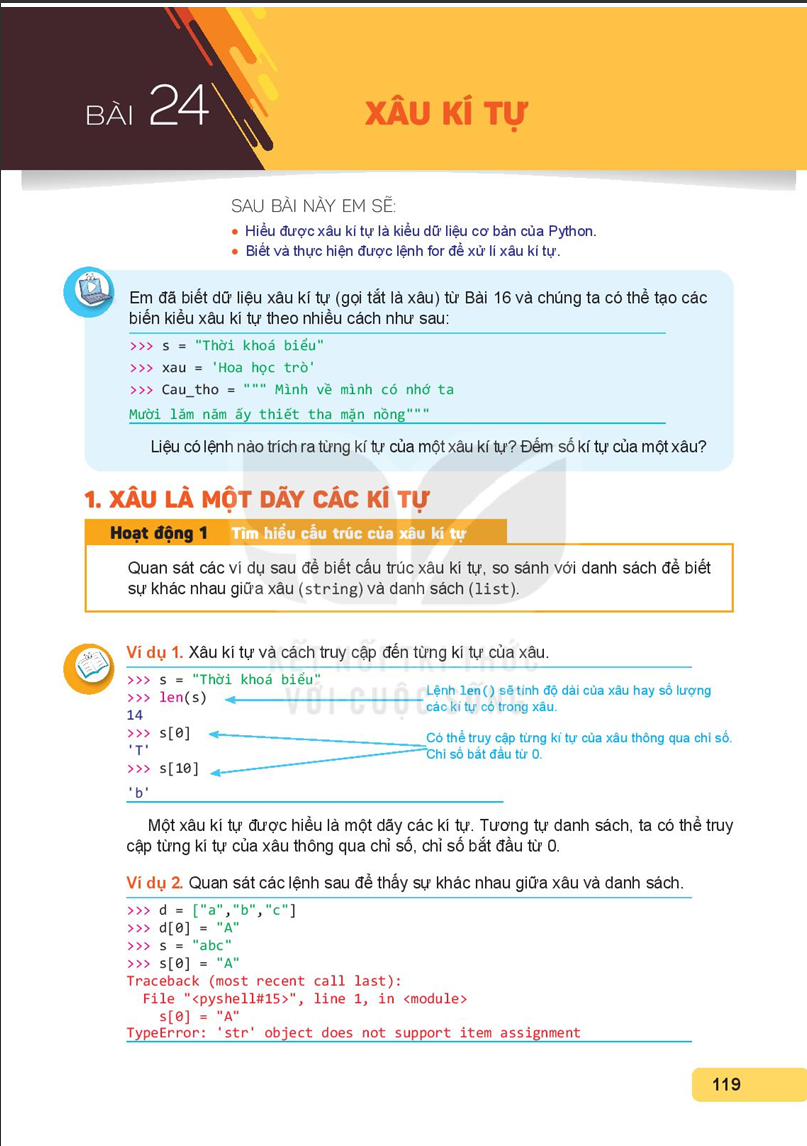 BÀI 24
XÂU KÍ TỰ
SAU BÀI NÀY EM SẼ:
• Hiểu được xâu kí tự là kiểu dữ liệu cơ bản của Python.
• Biết và thực hiện được lệnh for để xử lí xâu kí tự.
Em đã biết dữ liệu xâu kí tự (gọi tắt là xâu) từ Bài 16 và chúng ta có thể tạo các
biến kiểu xâu kí tự theo nhiều cách như sau:
>>> s = "Thời khoá biểu"
>>> xau = 'Hoa học trò'
>>> Cau_tho = """ Mình về mình có nhớ ta
Mười lăm năm ấy thiết tha mặn nồng"""
Liệu có lệnh nào trích ra từng kí tự của một xâu kí tự? Đếm số kí tự của một xâu?
1. XÂU LÀ MỘT DÃY CÁC KÍ TỰ
Hoạt động 1 Tìm hiểu cấu trúc của xâu kí tự
Quan sát các ví dụ sau để biết cấu trúc xâu kí tự, so sánh với danh sách để biết
sự khác nhau giữa xâu (string) và danh sách (list).
KẾT NỐI TRI THỨC
VỚI CUỘC SỐNG
Ví dụ 1. Xâu kí tự và cách truy cập đến từng kí tự của xâu.
>>> s = "Thời khoá biểu"
>>> len(s)
Lệnh len() sẽ tính độ dài của xâu hay số lượng
các kí tự có trong xâu.
14
>>> s[0]
Có thể truy cập từng kí tự của xâu thông qua chỉ số.
Chỉ số bắt đầu từ 0.
'T'
>>> s[10]
'b'
Một xâu kí tự được hiểu là một dãy các kí tự. Tương tự danh sách, ta có thể truy
cập từng kí tự của xâu thông qua chỉ số, chỉ số bắt đầu từ 0.
Ví dụ 2. Quan sát các lệnh sau để thấy sự khác nhau giữa xâu và danh sách.
>>> d = ["a","b","c"]
>>> d[0] = "A"
>>> s = "abc"
>>> s[0] = "A"
Traceback (most recent call last):
File "<pyshell#15>", line 1, in <module>
s[0] = "A"
TypeError: 'str' object does not support item assignment
119